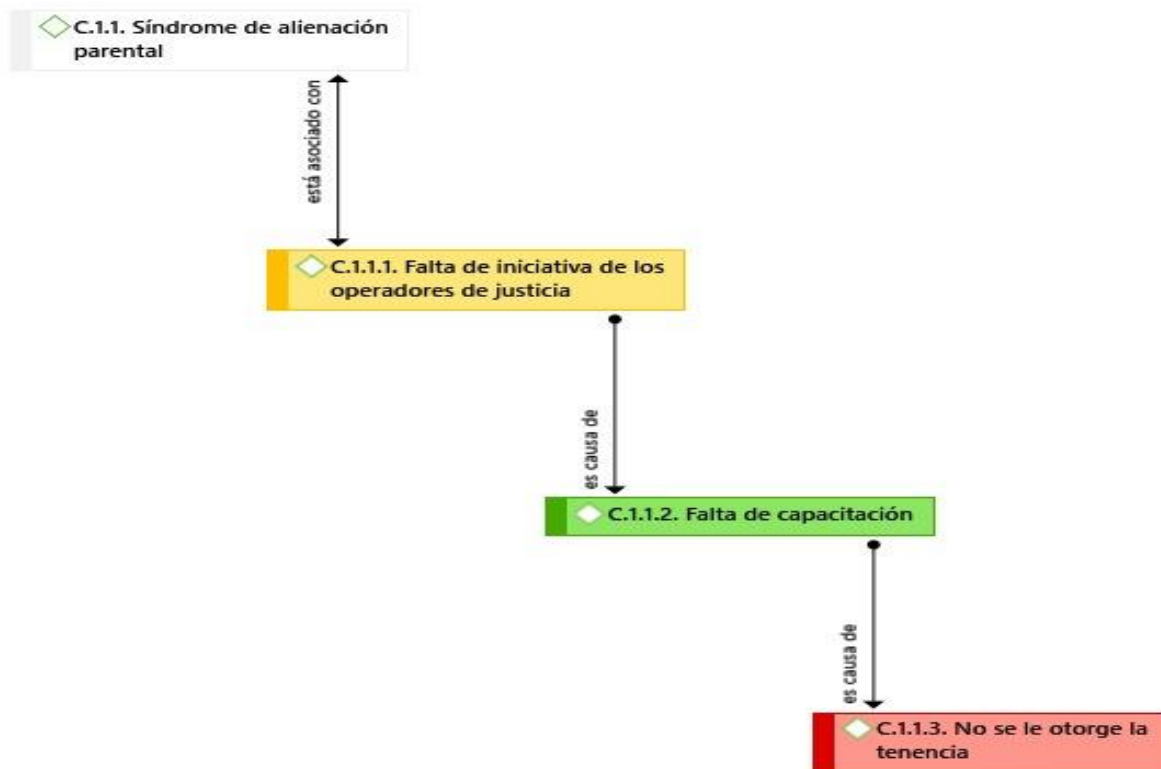 C.1.1. Síndrome de alienación
parental
está asociado con
C.1.1.1. Falta de iniciativa de los
operadores de justicia
es causa de
C.1.1.2. Falta de capacitación
es causa de
C.1.1.3. No se le otorge la
tenencia